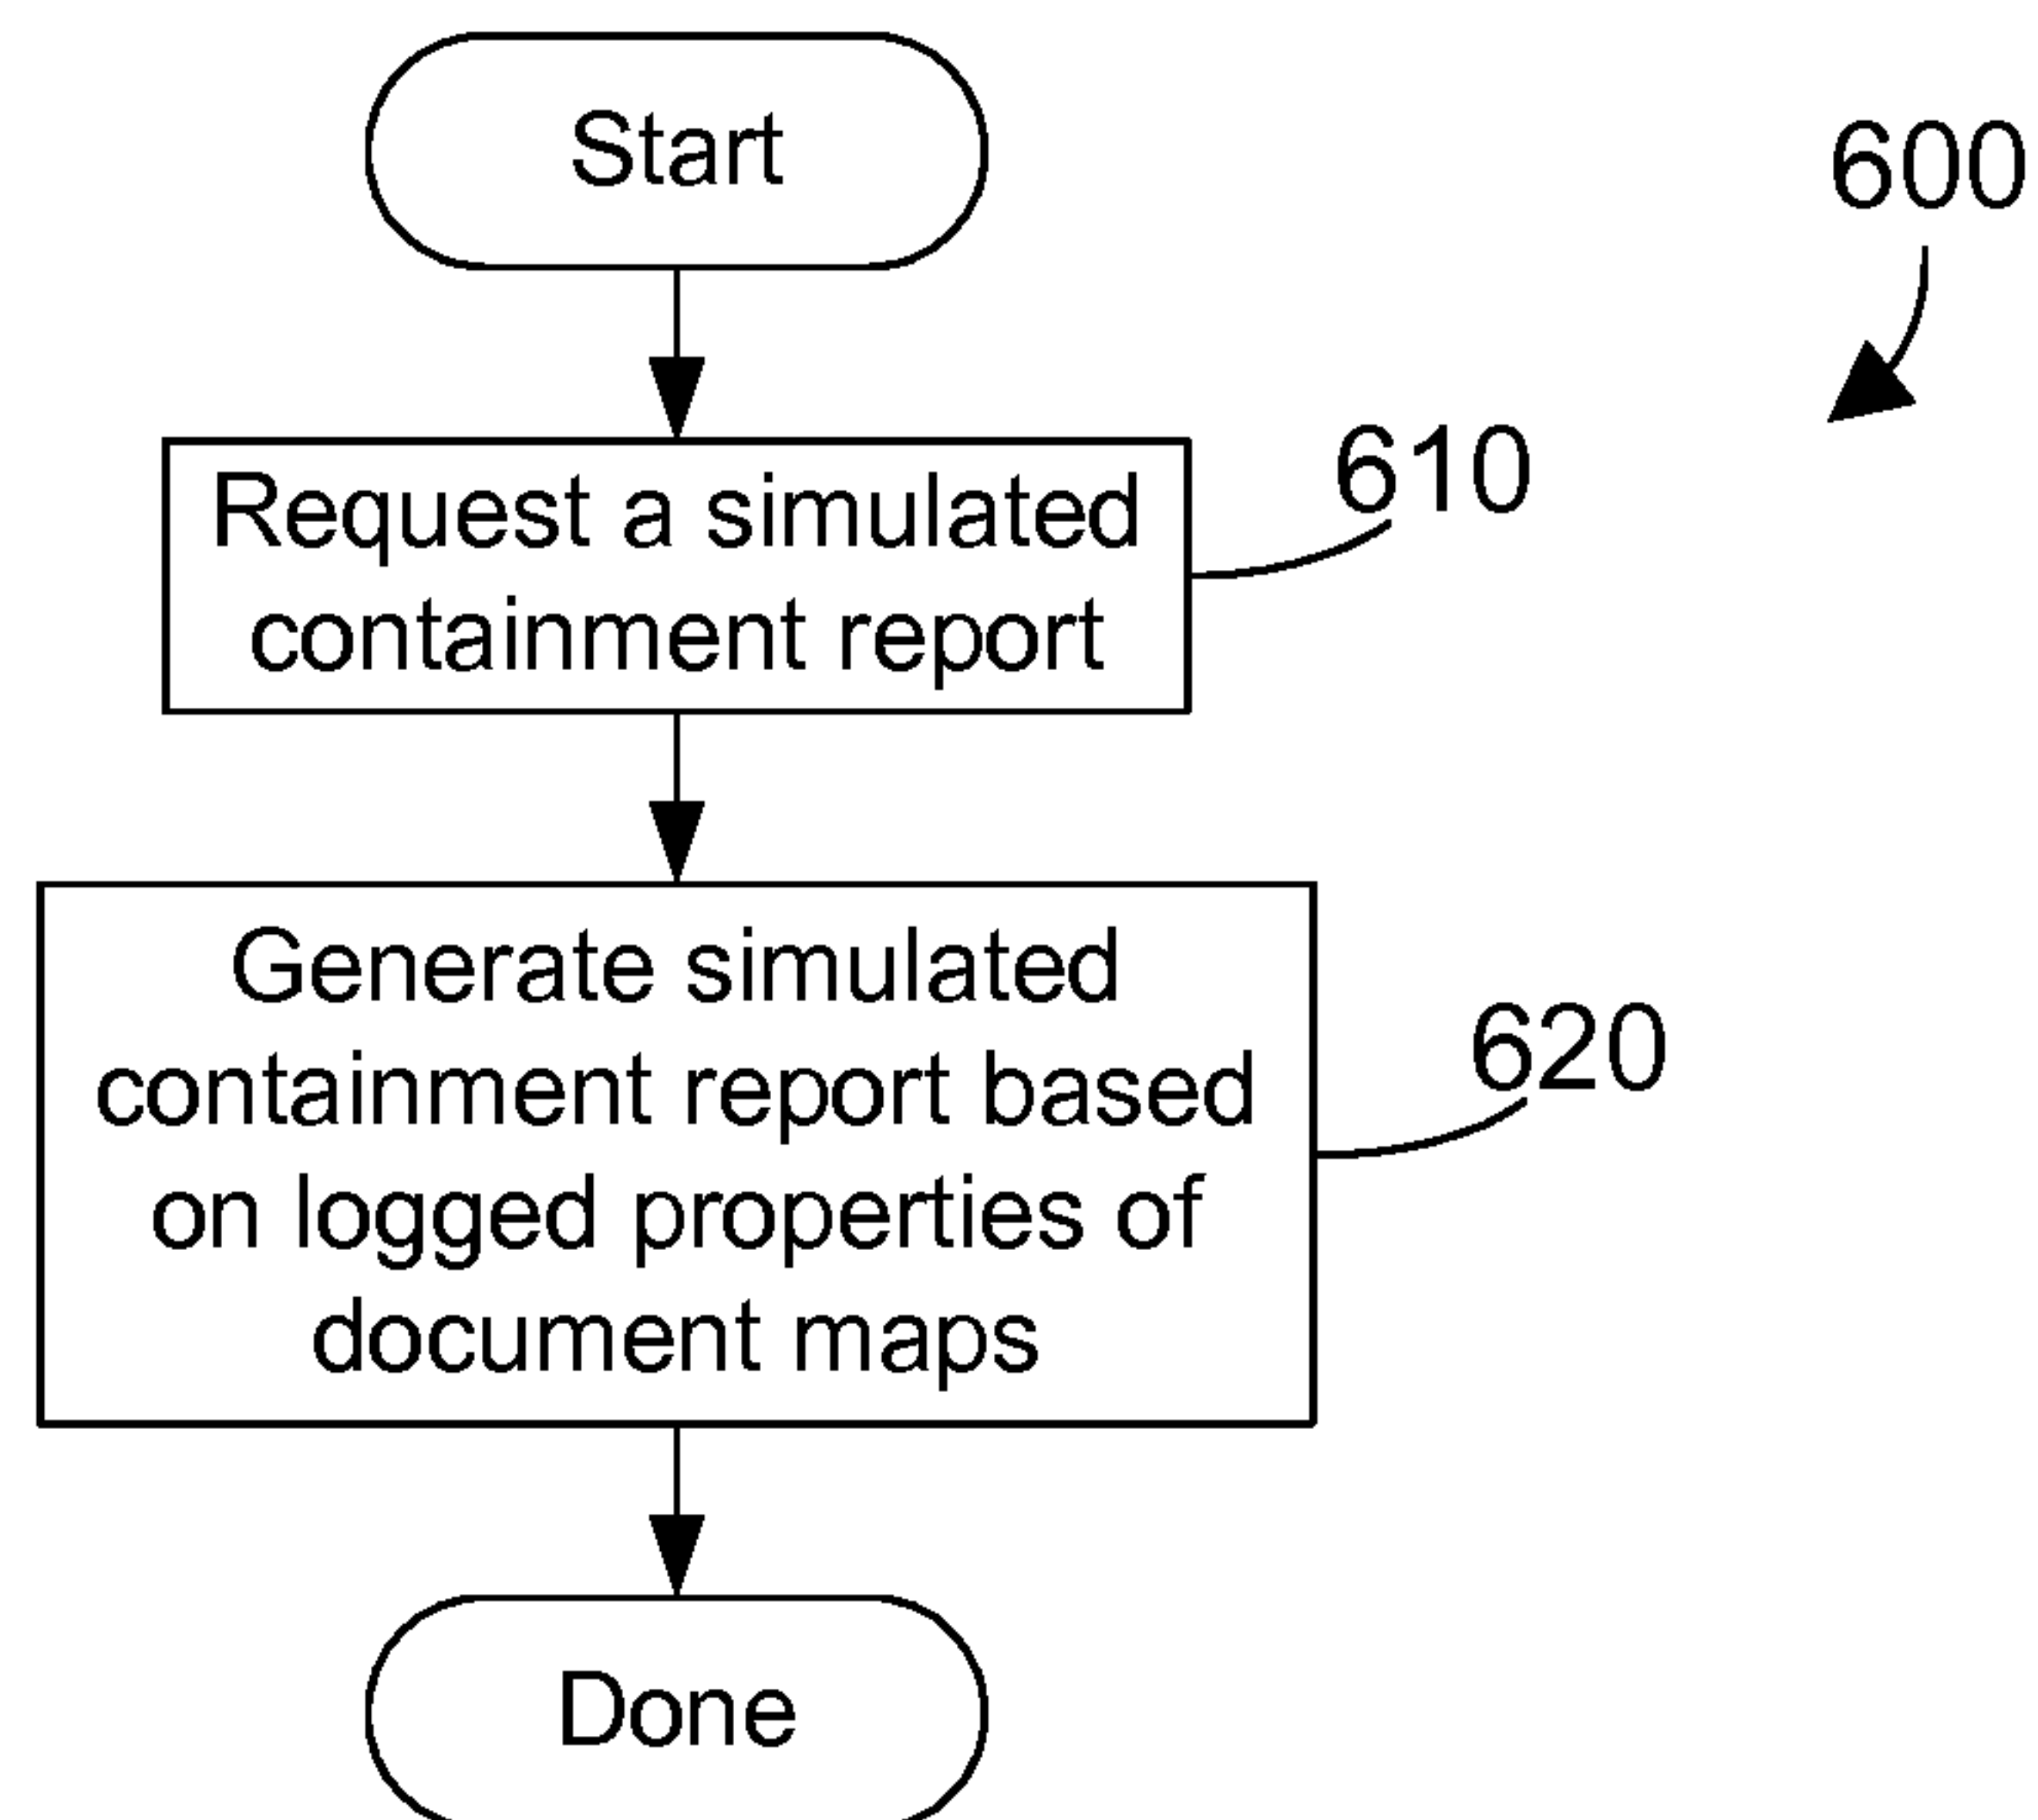 Start
600
610
Request a simulated
containment report
620
Generate simulated
containment report based
on logged properties of
document maps
Done